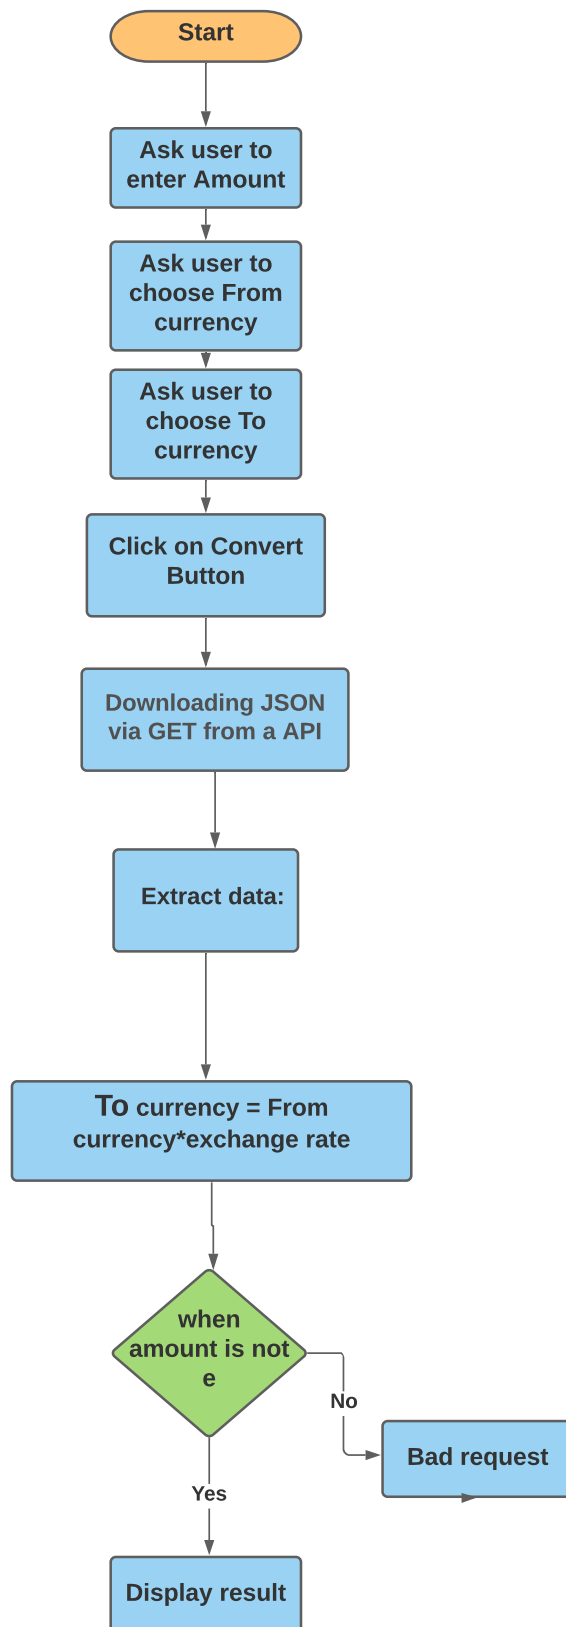 Start
Ask user to
enter Amount
Ask user to
choose From
currency
Ask user to
choose To
currency
Click on Convert
Button
Downloading JSON
via GET from a API
Extract data:
To currency = From
currency*exchange rate
when
amount is not
e
No
Bad request
Yes
Display result